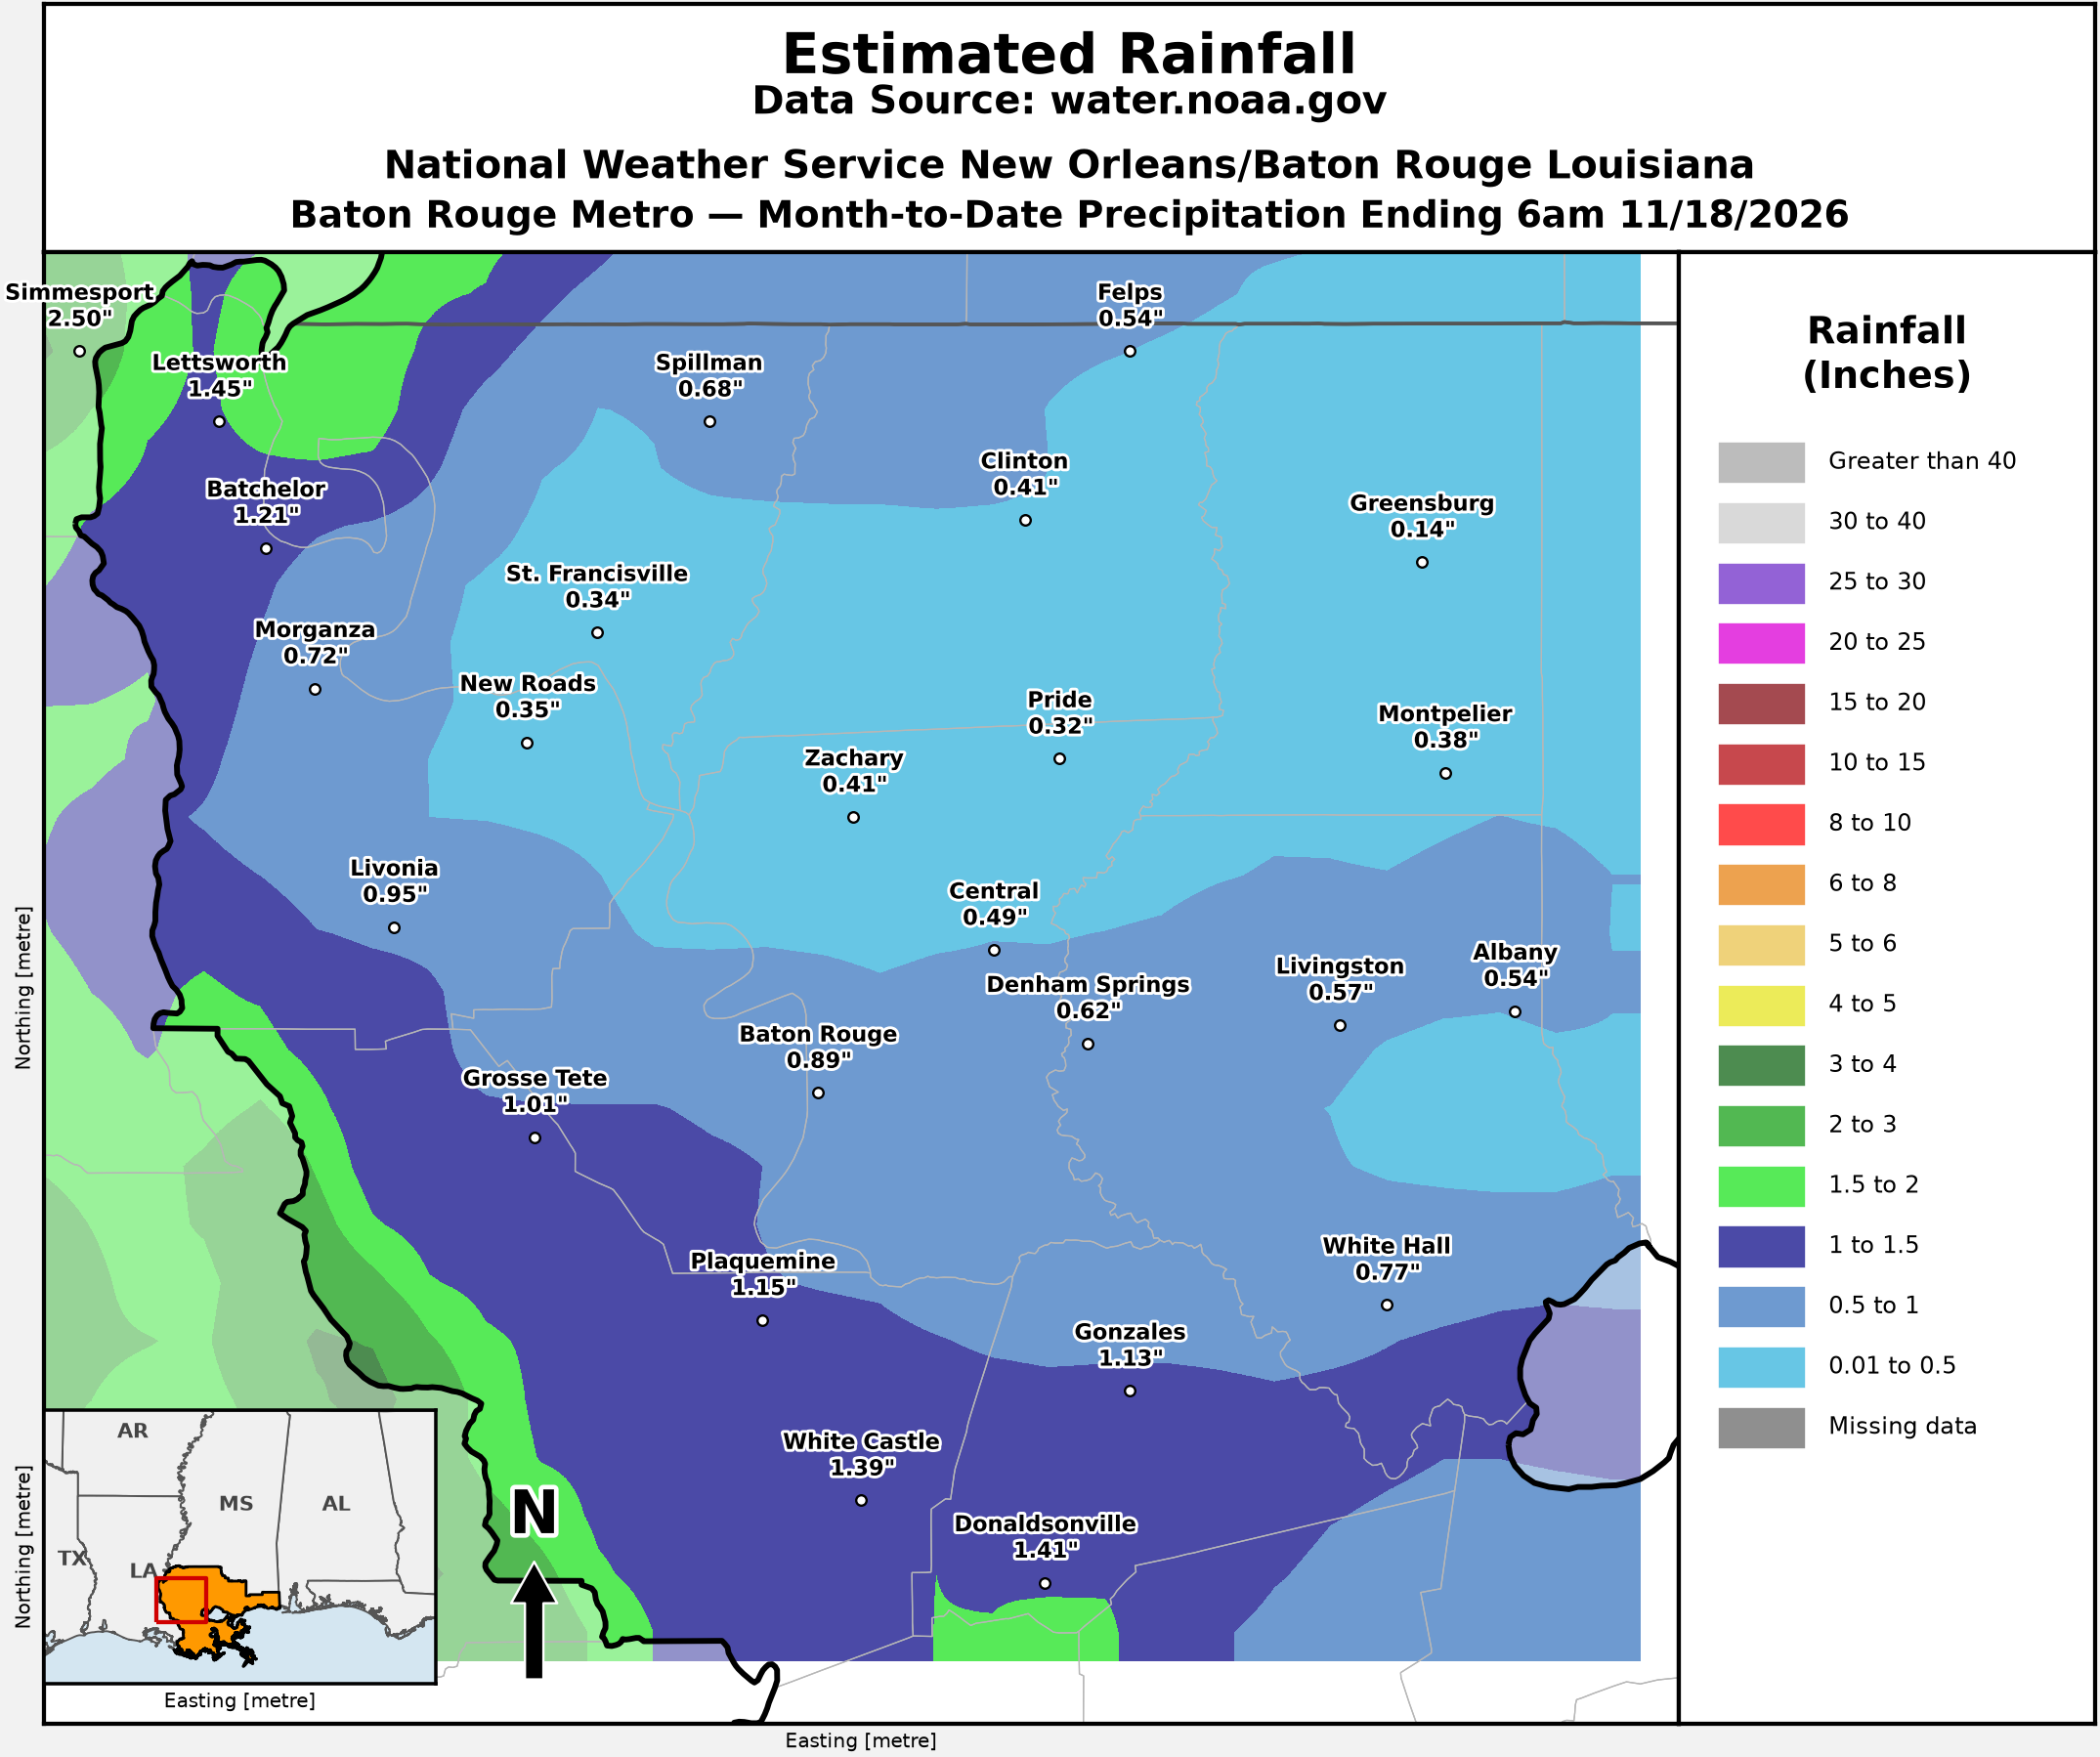 Estimated Rainfall
Data Source: water.noaa.gov
National Weather Service New Orleans/Baton Rouge Louisiana
Baton Rouge Metro — Month-to-Date Precipitation Ending 6am 11/18/2026
Simmesport
2.50"
Felps
0.54"
Lettsworth
1.45"
Spillman
0.68"
Clinton
0.41"
Batchelor
1.21"
Greensburg
0.14"
St. Francisville
0.34"
Morganza
0.72"
New Roads
0.35"
Pride
0.32"
Montpelier
0.38"
Zachary
0.41"
Livonia
0.95"
Central
0.49"
Albany
0.54"
Livingston
0.57"
Denham Springs
0.62"
Baton Rouge
0.89"
Grosse Tete
1.01"
White Hall
0.77"
Plaquemine
1.15"
Gonzales
1.13"
White Castle
1.39"
Donaldsonville
1.41"
N
AR
MS
AL
TX
LA
Northing [metre]
Northing [metre]
Easting [metre]
Easting [metre]
Rainfall
(Inches)
Greater than 40
30 to 40
25 to 30
20 to 25
15 to 20
10 to 15
8 to 10
6 to 8
5 to 6
4 to 5
3 to 4
2 to 3
1.5 to 2
1 to 1.5
0.5 to 1
0.01 to 0.5
Missing data